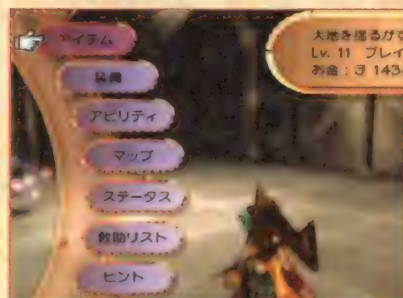 アイテム
装備
アビリティ
マップ
ステータス
救助リスト
ヒント
大地を揺るがす
Lv. 11 プレイ
お金：3 143